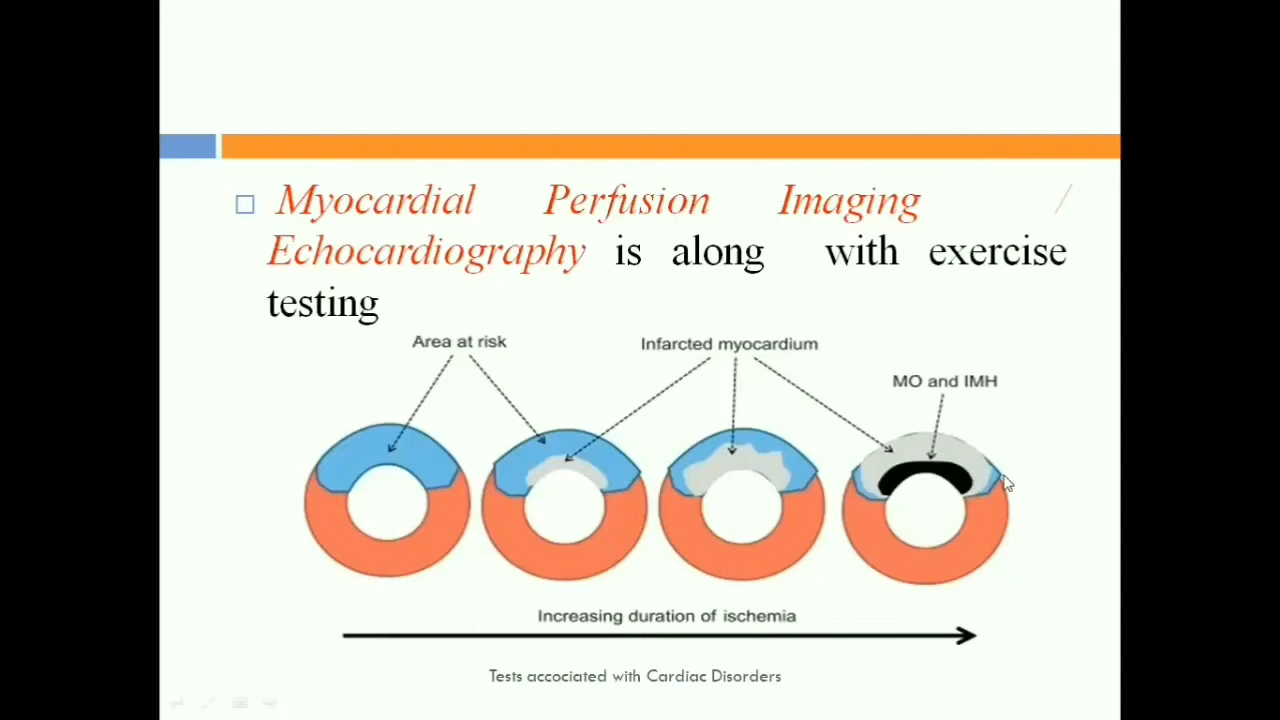 Myocardial Perfusion Imaging /
Echocardiography is along with exercise
testing
Area at risk
Infarcted myocardium
MO and IMH
Increasing duration of ischemia
Tests accociated with Cardiac Disorders